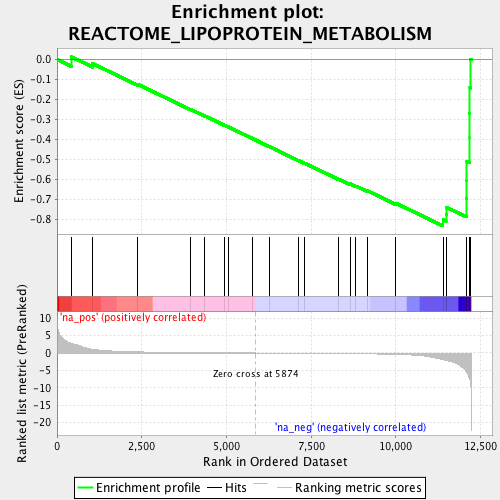 Enrichment plot:
REACTOME_LIPOPROTEIN_METABOLISM
Enrichment score (ES)
0.0
-0.1
-0.2
-0.3
-0.4
-0.5
-0.6
-0.7
-0.8
'na_pos' (positively correlated)
Ranked list metric (PreRanked)
10
5
0
-5
-10
-15
-20
Zero cross at 5874
'na_neg' (negatively correlated)
0
2,500
5,000
7,500
10,000
12,500
Rank in Ordered Dataset
Enrichment profile
Hits
Ranking metric scores